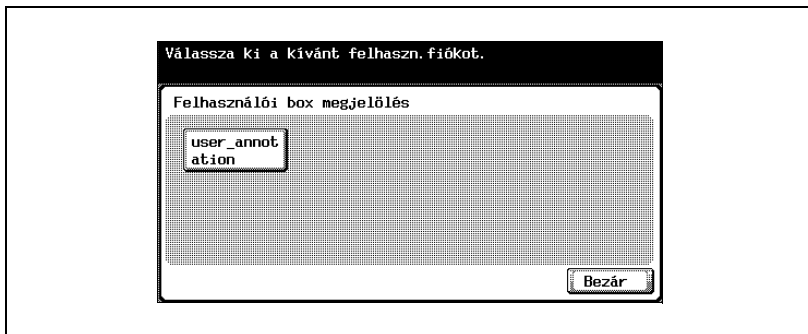 Válassza ki a kívánt felhaszn.fiókot.
Felhasználói box megjelölés
user_annot
ation
Bezár